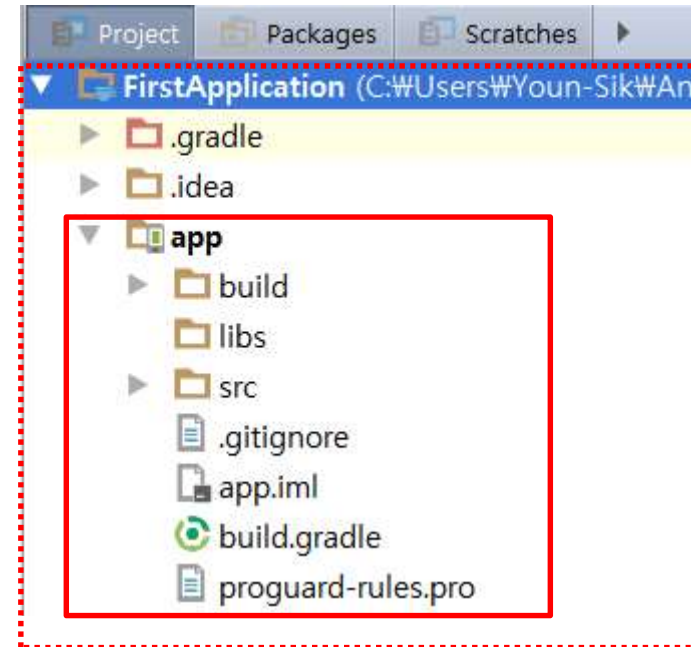 Project Packages Scratches
FirstApplication (C:₩Users₩Youn-Sik₩An
.gradle
.idea
app
build
libs
src
.gitignore
app.iml
build.gradle
proguard-rules.pro